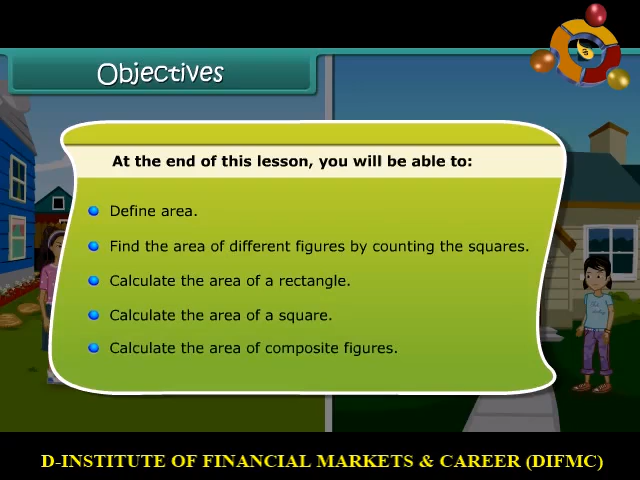 Objectives
At the end of this lesson, you will be able to:
Define area.
Find the area of different figures by counting the squares.
Calculate the area of a rectangle.
Calculate the area of a square.
Calculate the area of composite figures.
D-INSTITUTE OF FINANCIAL MARKETS & CAREER (DIFMC)